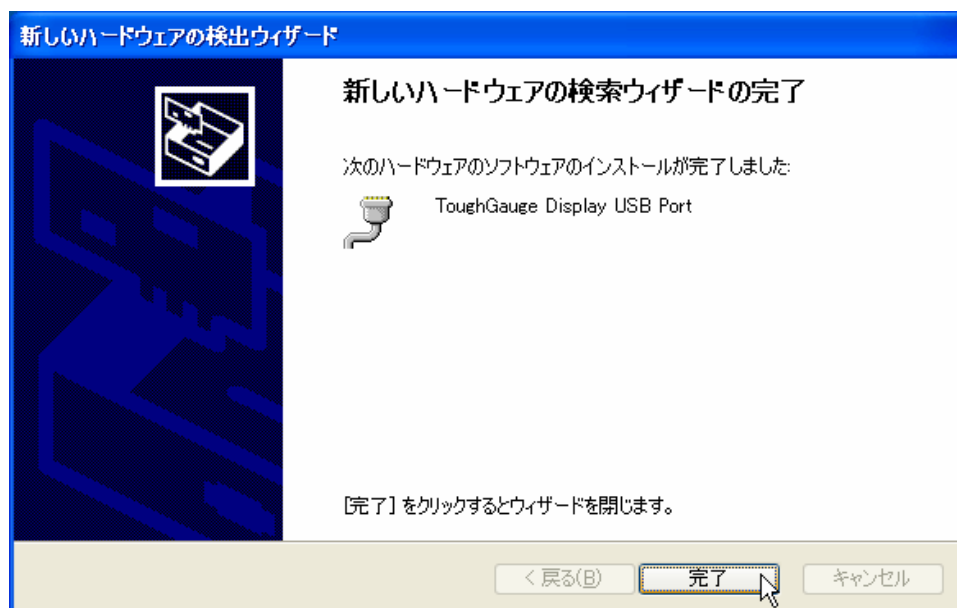 新しいハードウェアの検出ウィザード
新しいハードウェアの検索ウィザードの完了
次のハードウェアのソフトウェアのインストールが完了しました:
ToughGauge Display USB Port
[完了] をクリックするとウィザードを閉じます。
< 戻る(B)
完了
キャンセル